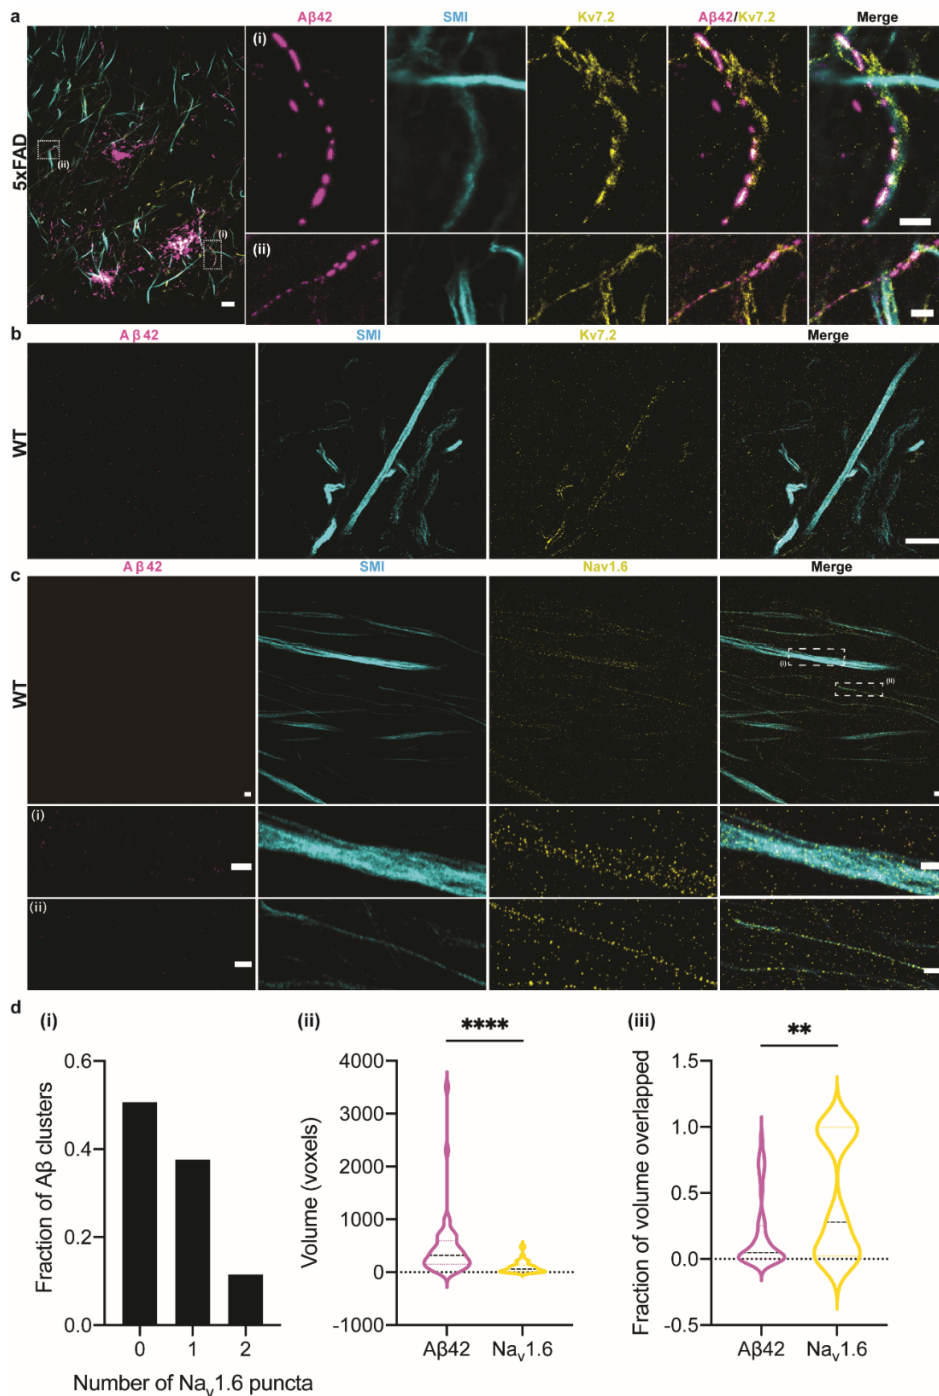 a
Aβ42 SMI Kv7.2 Aβ42/Kv7.2 Merge
5xFAD
(i)
(ii)
(ii)
(i)
b
Aβ42 SMI Kv7.2 Merge
WT
c
Aβ42 SMI Nav1.6 Merge
WT
(i)
(ii)
(i)
(ii)
d
(i)
Fraction of Aβ clusters
0.6
0.4
0.2
0.0
0 1 2
Number of Nav1.6 puncta
(ii)
****
Volume (voxels)
4000
3000
2000
1000
0
-1000
Aβ42 Nav1.6
(iii)
**
Fraction of volume overlapped
1.5
1.0
0.5
0.0
-0.5
Aβ42 Nav1.6